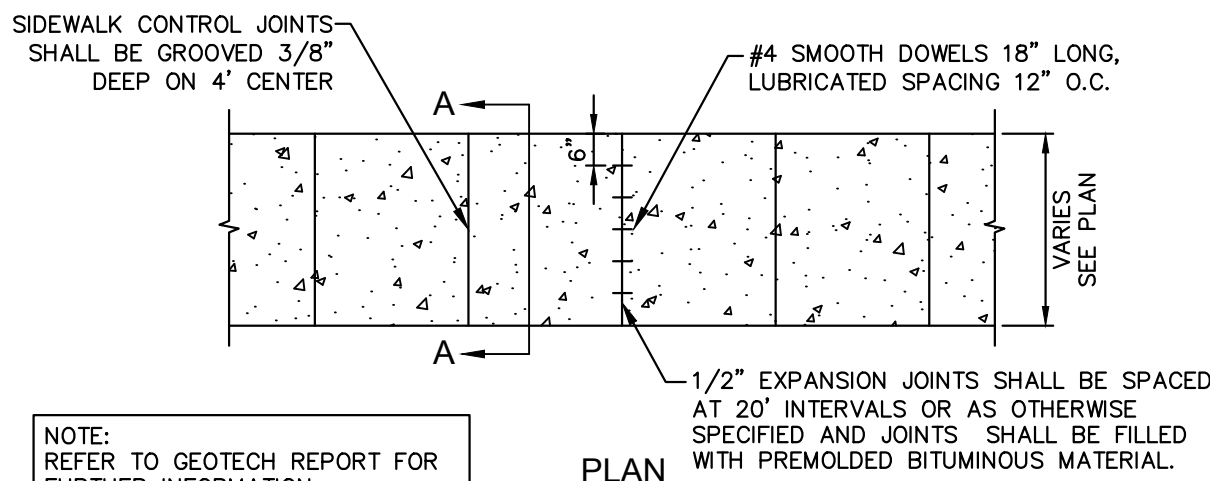 SIDEWALK CONTROL JOINTS
SHALL BE GROOVED 3/8"
DEEP ON 4' CENTER
#4 SMOOTH DOWELS 18" LONG,
LUBRICATED SPACING 12" O.C.
A
6"
VARIES
SEE PLAN
A
1/2" EXPANSION JOINTS SHALL BE SPACED
AT 20' INTERVALS OR AS OTHERWISE
SPECIFIED AND JOINTS SHALL BE FILLED
WITH PREMOLDED BITUMINOUS MATERIAL.
NOTE:
REFER TO GEOTECH REPORT FOR
FURTHER INFORMATION
PLAN